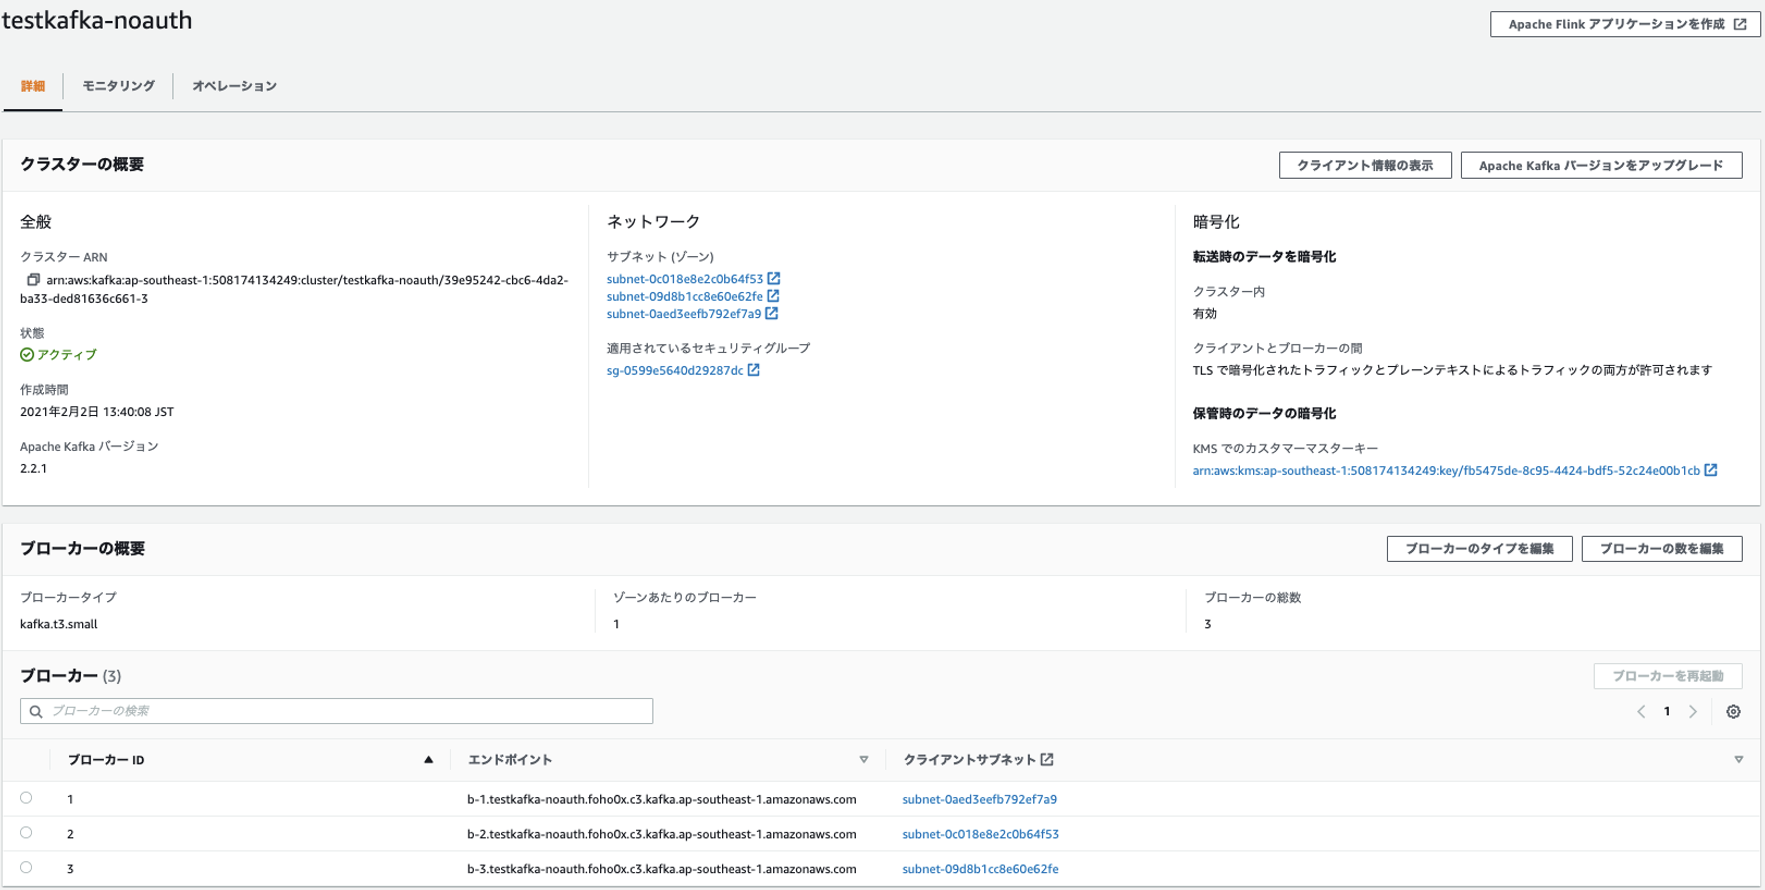 testkafka-noauth
Apache Flink アプリケーションを作成
詳細
モニタリング
オペレーション
クラスターの概要
クライアント情報の表示
Apache Kafka バージョンをアップグレード
全般
クラスター ARN
arn:aws:kafka:ap-southeast-1:508174134249:cluster/testkafka-noauth/39e95242-cbc6-4da2-
ba33-ded81636c661-3
状態
アクティブ
作成時間
2021年2月2日 13:40:08 JST
Apache Kafka バージョン
2.2.1
ネットワーク
サブネット (ゾーン)
subnet-0c018e8e2c0b64f53
subnet-09d8b1cc8e60e62fe
subnet-0aed3eefb792ef7a9
適用されているセキュリティグループ
sg-0599e5640d29287dc
暗号化
転送時のデータを暗号化
クラスター内
有効
クライアントとブローカーの間
TLS で暗号化されたトラフィックとプレーンテキストによるトラフィックの両方が許可されます
保管時のデータの暗号化
KMS でのカスタマーマスターキー
arn:aws:kms:ap-southeast-1:508174134249:key/fb5475de-8c95-4424-bdf5-52c24e00b1cb
ブローカーの概要
ブローカーのタイプを編集
ブローカーの数を編集
ブローカータイプ
kafka.t3.small
ゾーンあたりのブローカー
1
ブローカーの総数
3
ブローカー (3)
ブローカーを再起動
ブローカーの検索
1
ブローカー ID
エンドポイント
クライアントサブネット
1 b-1.testkafka-noauth.foho0x.c3.kafka.ap-southeast-1.amazonaws.com subnet-0aed3eefb792ef7a9
2 b-2.testkafka-noauth.foho0x.c3.kafka.ap-southeast-1.amazonaws.com subnet-0c018e8e2c0b64f53
3 b-3.testkafka-noauth.foho0x.c3.kafka.ap-southeast-1.amazonaws.com subnet-09d8b1cc8e60e62fe